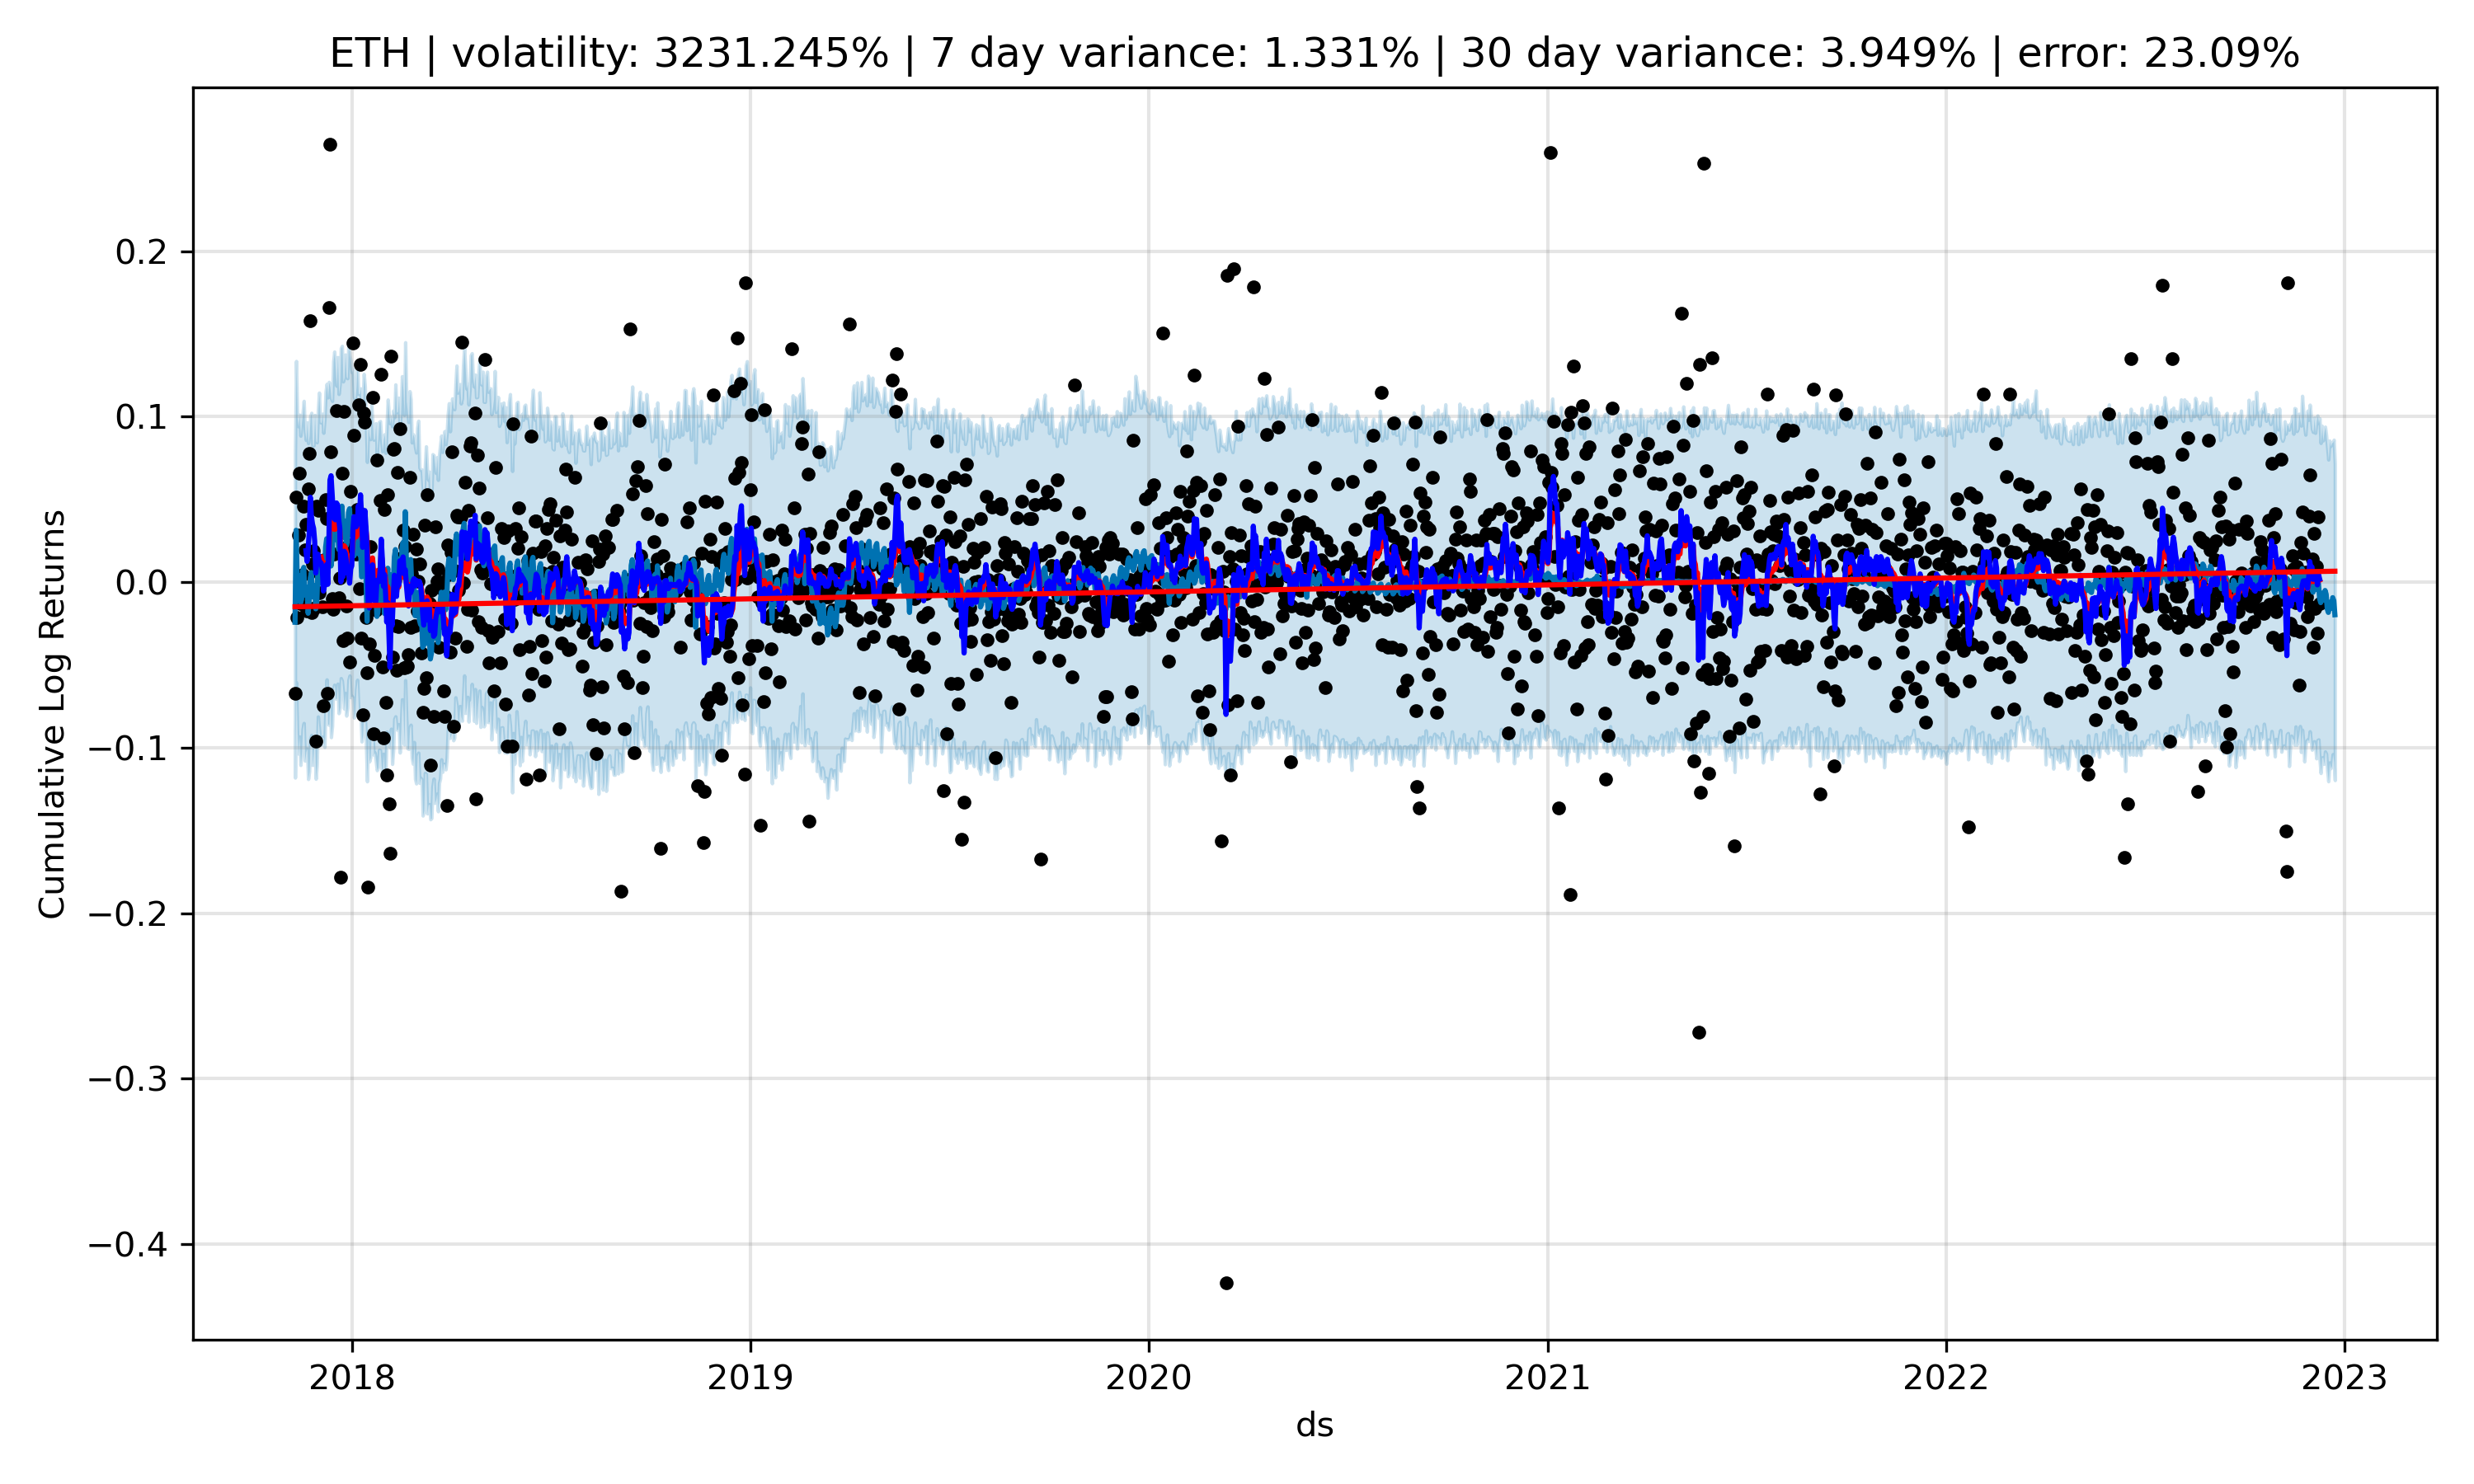 ETH | volatility: 3231.245% | 7 day variance: 1.331% | 30 day variance: 3.949% | error: 23.09%
Cumulative Log Returns
0.2
0.1
0.0
−0.1
−0.2
−0.3
−0.4
2018 2019 2020 2021 2022 2023
ds